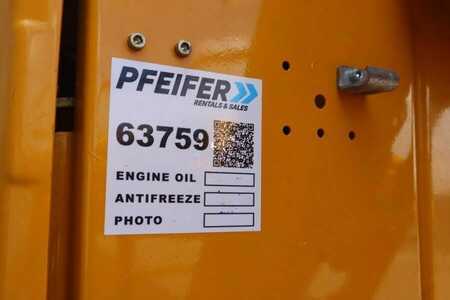 PFEIFER
RENTALS & SALES
63759
ENGINE OIL
ANTIFREEZE
PHOTO